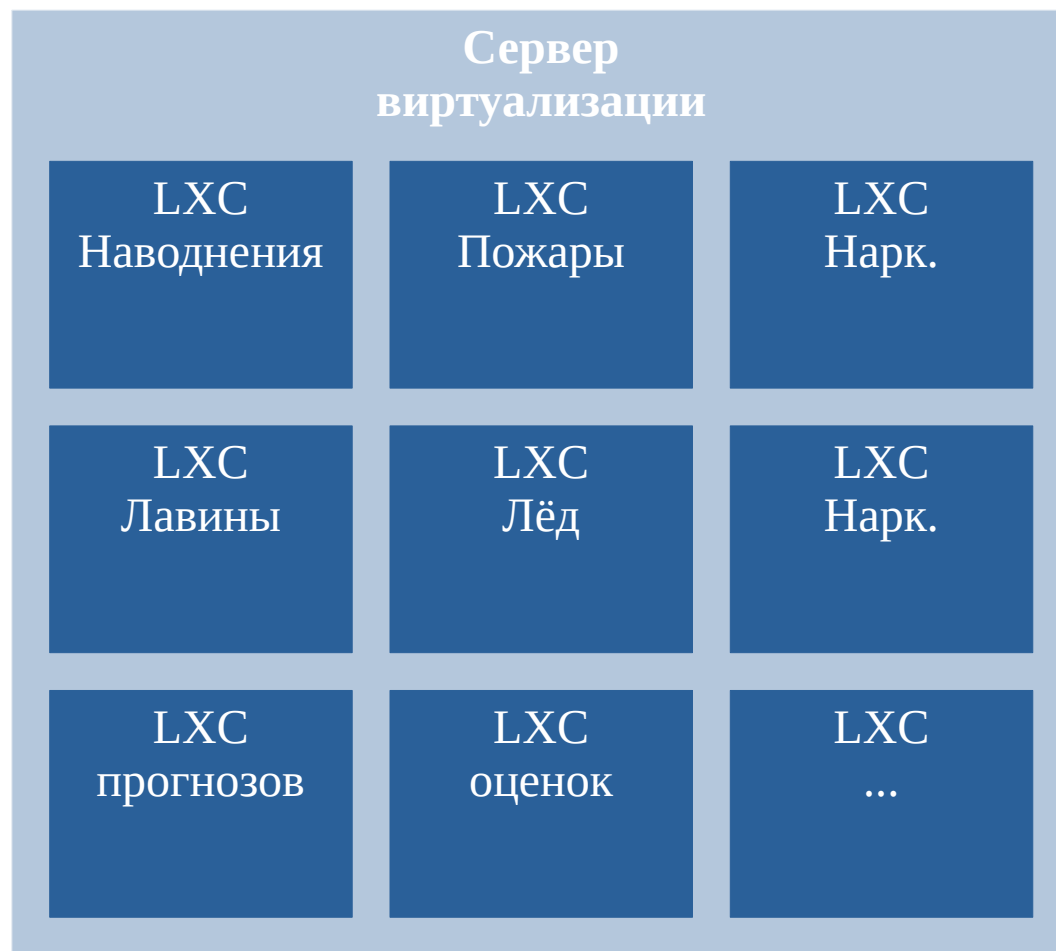 Сервер
виртуализации
LXC
Наводнения
LXC
Пожары
LXC
Нарк.
LXC
Лавины
LXC
Лёд
LXC
Нарк.
LXC
прогнозов
LXC
оценок
LXC
...